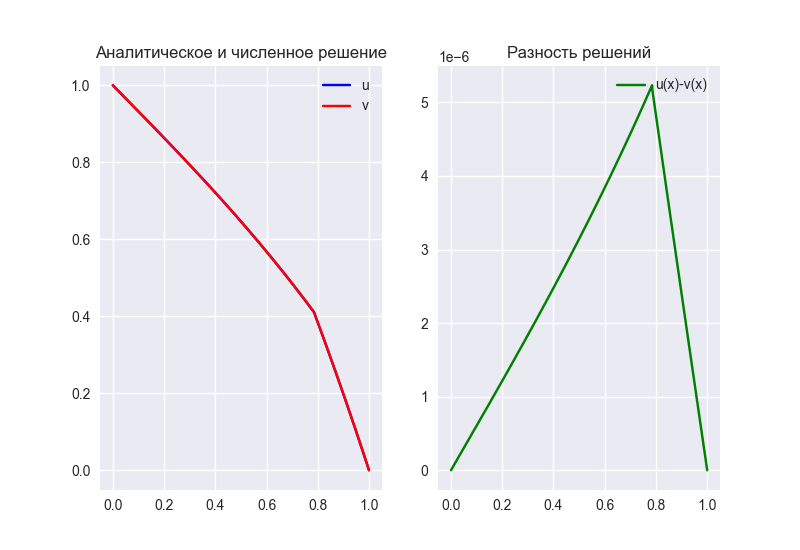 Аналитическое и численное решение
u
v
1.0
0.8
0.6
0.4
0.2
0.0
0.0 0.2 0.4 0.6 0.8 1.0
Разность решений
1e−6
u(x)-v(x)
5
4
3
2
1
0
0.0 0.2 0.4 0.6 0.8 1.0